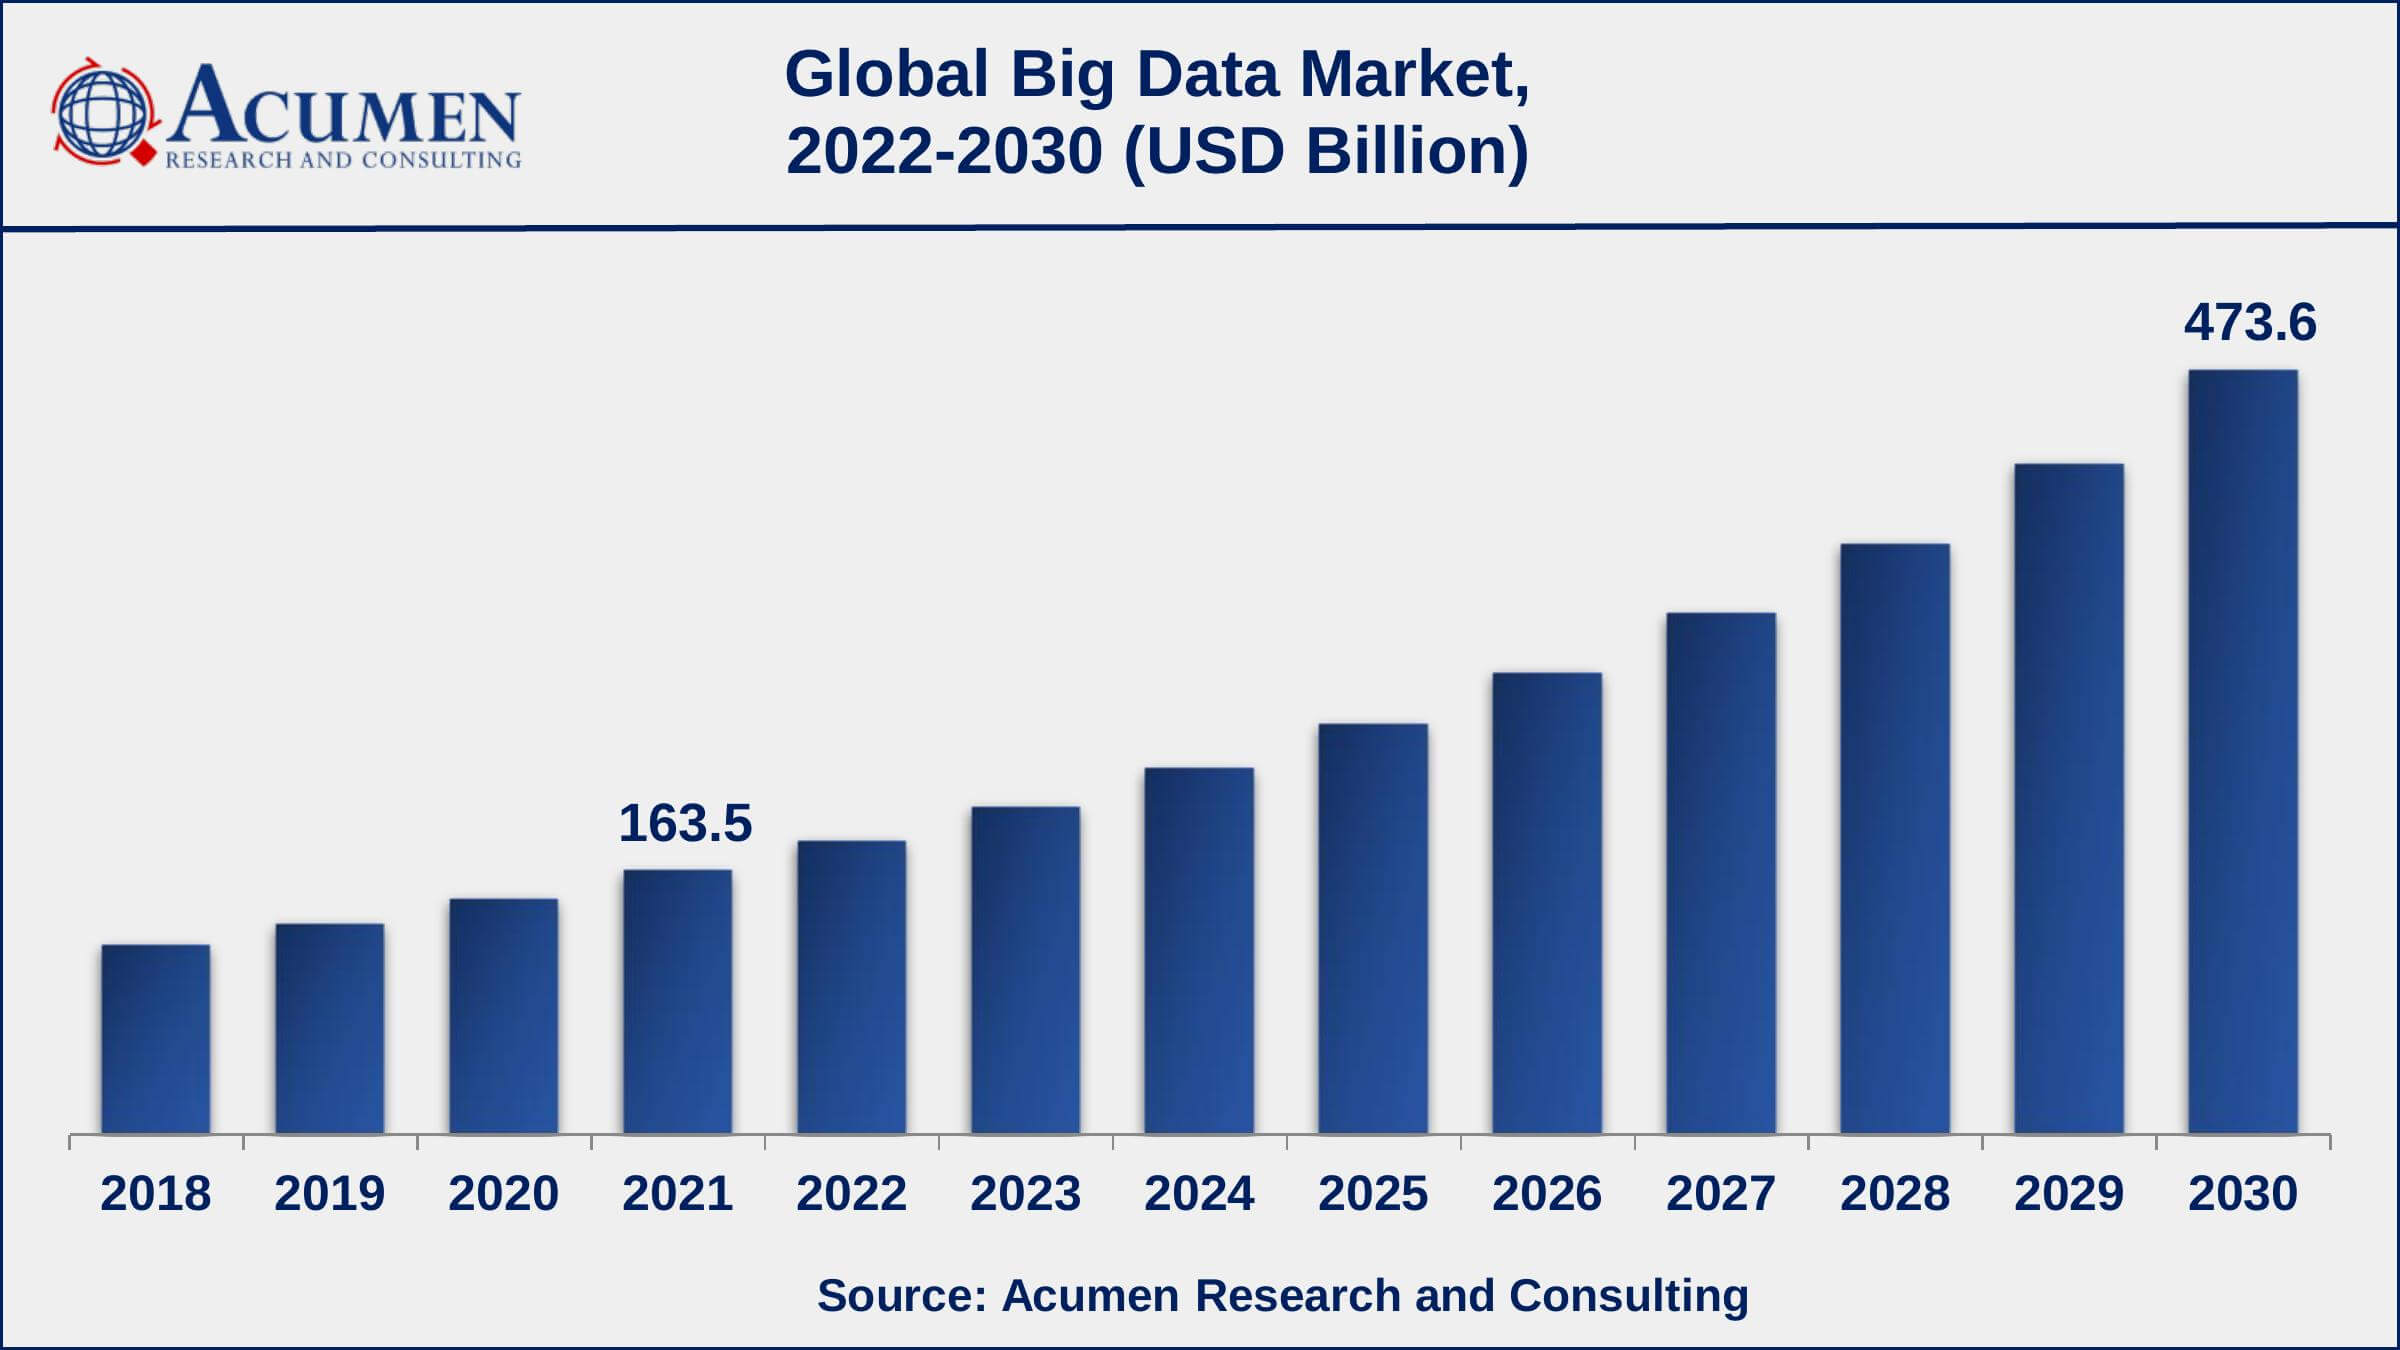 ACUMEN
RESEARCH AND CONSULTING
Global Big Data Market,
2022-2030 (USD Billion)
473.6
163.5
2018 2019 2020 2021 2022 2023 2024 2025 2026 2027 2028 2029 2030
Source: Acumen Research and Consulting